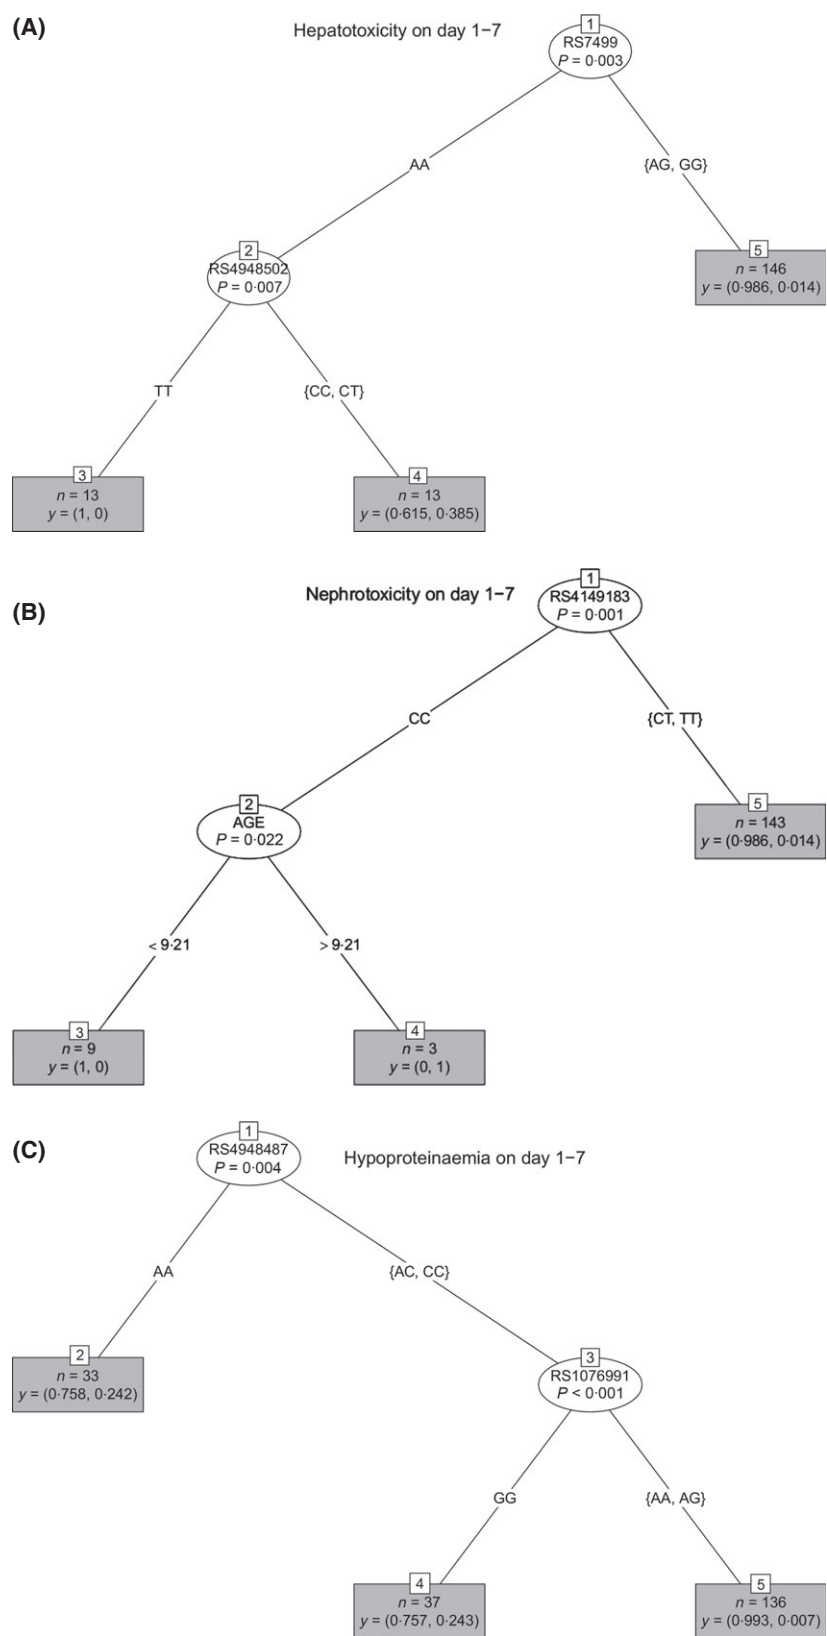 (A)
Hepatotoxicity on day 1–7
1
RS7499
P = 0·003
AA
{AG, GG}
2
RS4948502
P = 0·007
5
n = 146
y = (0·986, 0·014)
TT
{CC, CT}
3
n = 13
y = (1, 0)
4
n = 13
y = (0·615, 0·385)
(B)
Nephrotoxicity on day 1–7
1
RS4149183
P = 0·001
CC
{CT, TT}
2
AGE
P = 0·022
5
n = 143
y = (0·986, 0·014)
< 9·21
> 9·21
3
n = 9
y = (1, 0)
4
n = 3
y = (0, 1)
(C)
1
RS4948487
P = 0·004
Hypoproteinaemia on day 1–7
AA
{AC, CC}
2
n = 33
y = (0·758, 0·242)
3
RS1076991
P < 0·001
GG
{AA, AG}
4
n = 37
y = (0·757, 0·243)
5
n = 136
y = (0·993, 0·007)